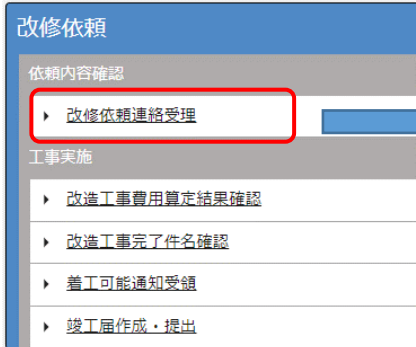 改修依頼
依頼内容確認
改修依頼連絡受理
工事実施
改造工事費用算定結果確認
改造工事完了件名確認
着工可能通知受領
竣工届作成・提出